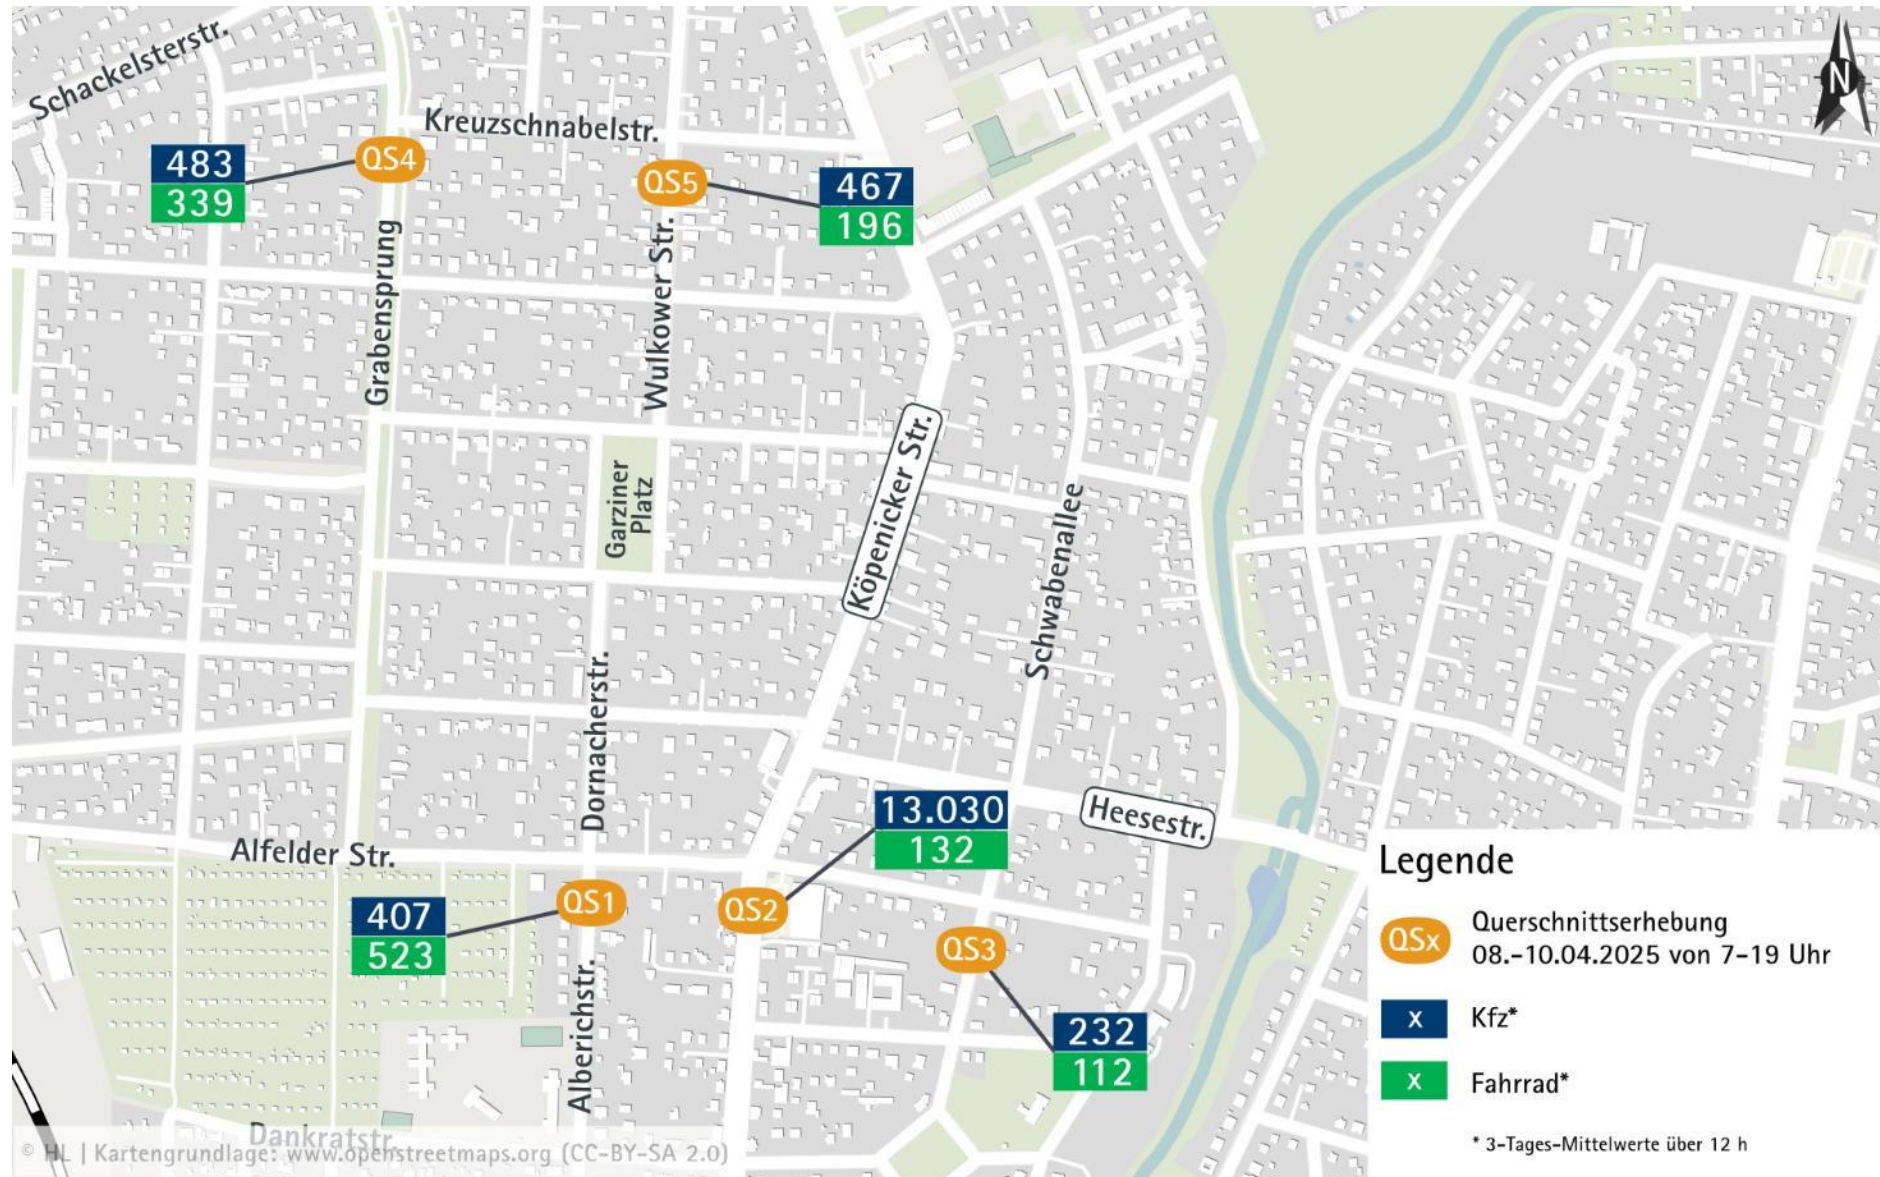 Schackelsterstr.
N
Kreuzschnabelstr.
483
339
QS4
QS5
467
196
Grabensprung
Wulkower Str.
Köpenicker Str.
Garziner
Platz
Schwabenallee
Dornacherstr.
13.030
132
Heesestr.
Alfelder Str.
407
523
QS1
QS2
QS3
232
112
Alberichstr.
Dankratstr.
© HL | Kartengrundlage: www.openstreetmaps.org (CC-BY-SA 2.0)
Legende
QSx
Querschnittserhebung
08.-10.04.2025 von 7-19 Uhr
x
Kfz*
x
Fahrrad*
* 3-Tages-Mittelwerte über 12 h